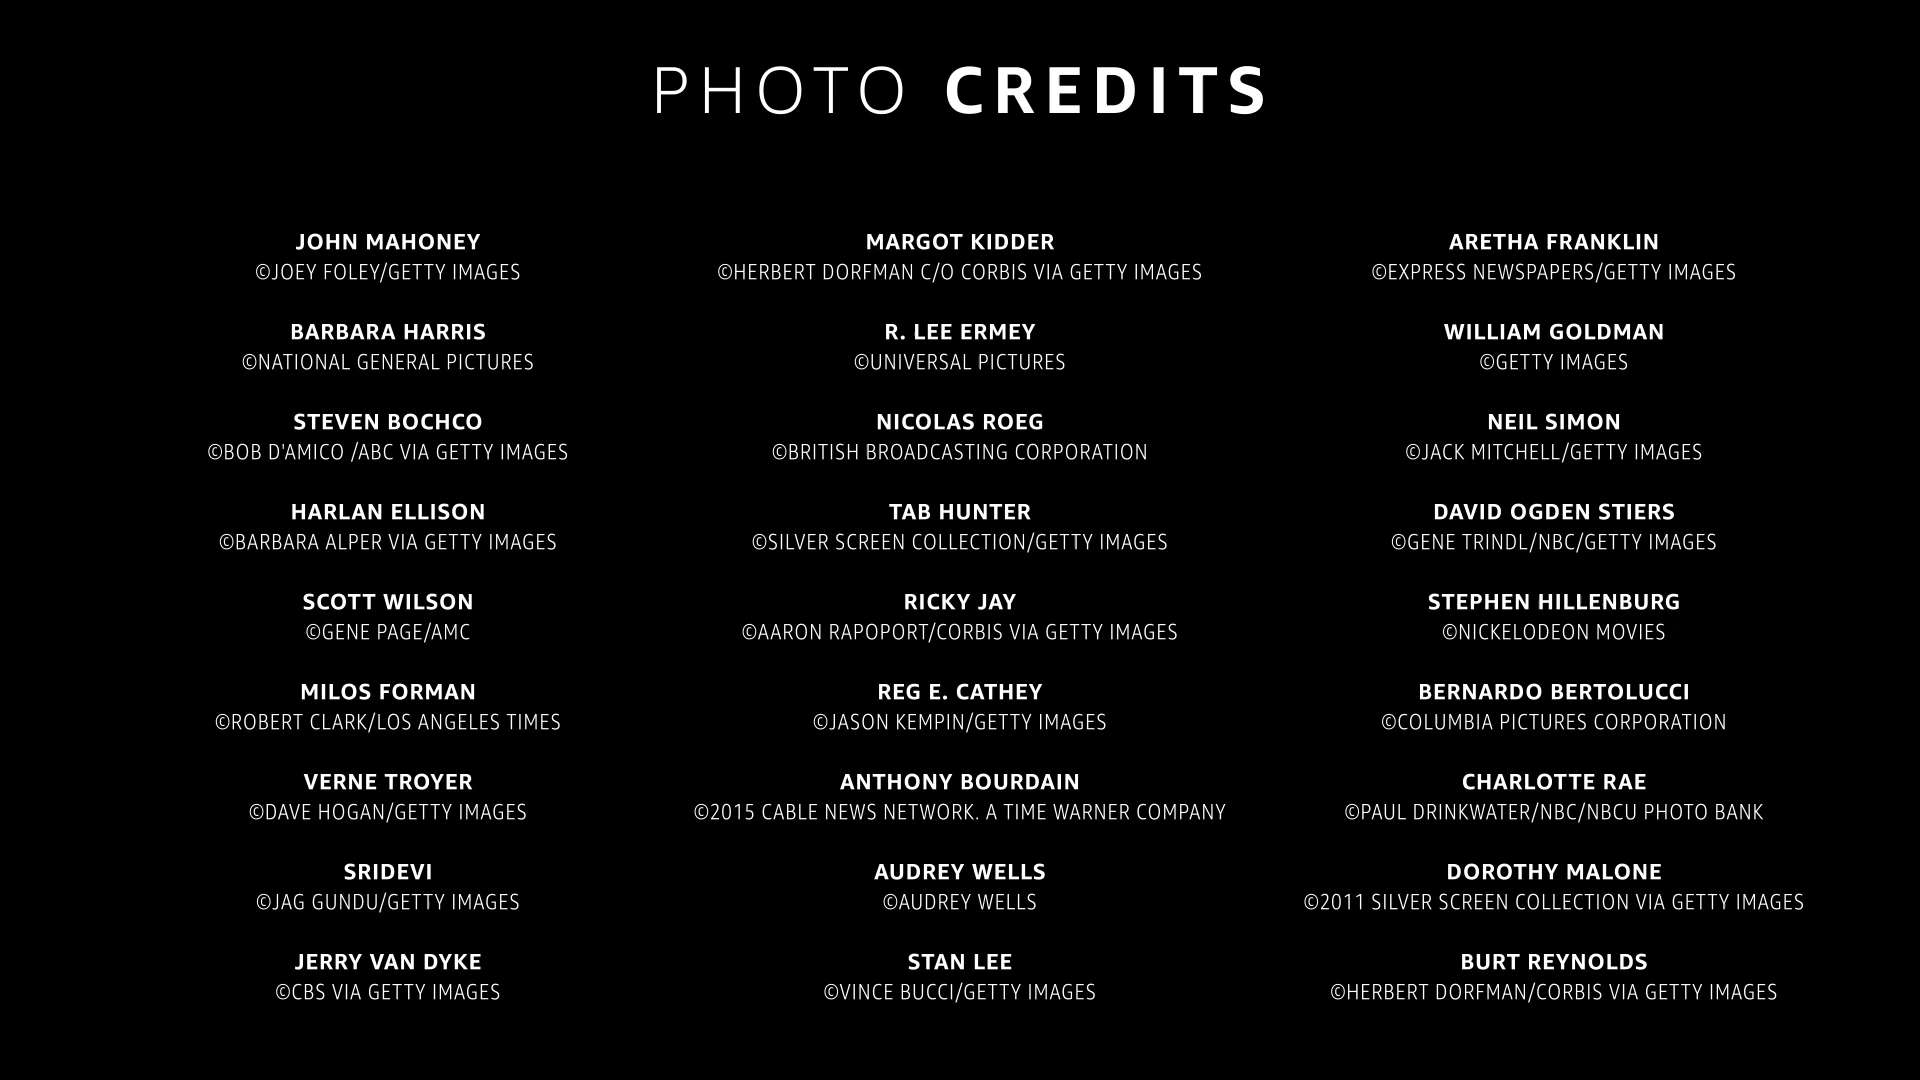 PHOTO CREDITS
JOHN MAHONEY
©JOEY FOLEY/GETTY IMAGES
BARBARA HARRIS
©NATIONAL GENERAL PICTURES
STEVEN BOCHCO
©BOB D'AMICO /ABC VIA GETTY IMAGES
HARLAN ELLISON
©BARBARA ALPER VIA GETTY IMAGES
SCOTT WILSON
©GENE PAGE/AMC
MILOS FORMAN
©ROBERT CLARK/LOS ANGELES TIMES
VERNE TROYER
©DAVE HOGAN/GETTY IMAGES
SRIDEVI
©JAG GUNDU/GETTY IMAGES
JERRY VAN DYKE
©CBS VIA GETTY IMAGES
MARGOT KIDDER
©HERBERT DORFMAN C/O CORBIS VIA GETTY IMAGES
R. LEE ERMEY
©UNIVERSAL PICTURES
NICOLAS ROEG
©BRITISH BROADCASTING CORPORATION
TAB HUNTER
©SILVER SCREEN COLLECTION/GETTY IMAGES
RICKY JAY
©AARON RAPOPORT/CORBIS VIA GETTY IMAGES
REG E. CATHEY
©JASON KEMPIN/GETTY IMAGES
ANTHONY BOURDAIN
©2015 CABLE NEWS NETWORK. A TIME WARNER COMPANY
AUDREY WELLS
©AUDREY WELLS
STAN LEE
©VINCE BUCCI/GETTY IMAGES
ARETHA FRANKLIN
©EXPRESS NEWSPAPERS/GETTY IMAGES
WILLIAM GOLDMAN
©GETTY IMAGES
NEIL SIMON
©JACK MITCHELL/GETTY IMAGES
DAVID OGDEN STIERS
©GENE TRINDL/NBC/GETTY IMAGES
STEPHEN HILLENBURG
©NICKELODEON MOVIES
BERNARDO BERTOLUCCI
©COLUMBIA PICTURES CORPORATION
CHARLOTTE RAE
©PAUL DRINKWATER/NBC/NBCU PHOTO BANK
DOROTHY MALONE
©2011 SILVER SCREEN COLLECTION VIA GETTY IMAGES
BURT REYNOLDS
©HERBERT DORFMAN/CORBIS VIA GETTY IMAGES